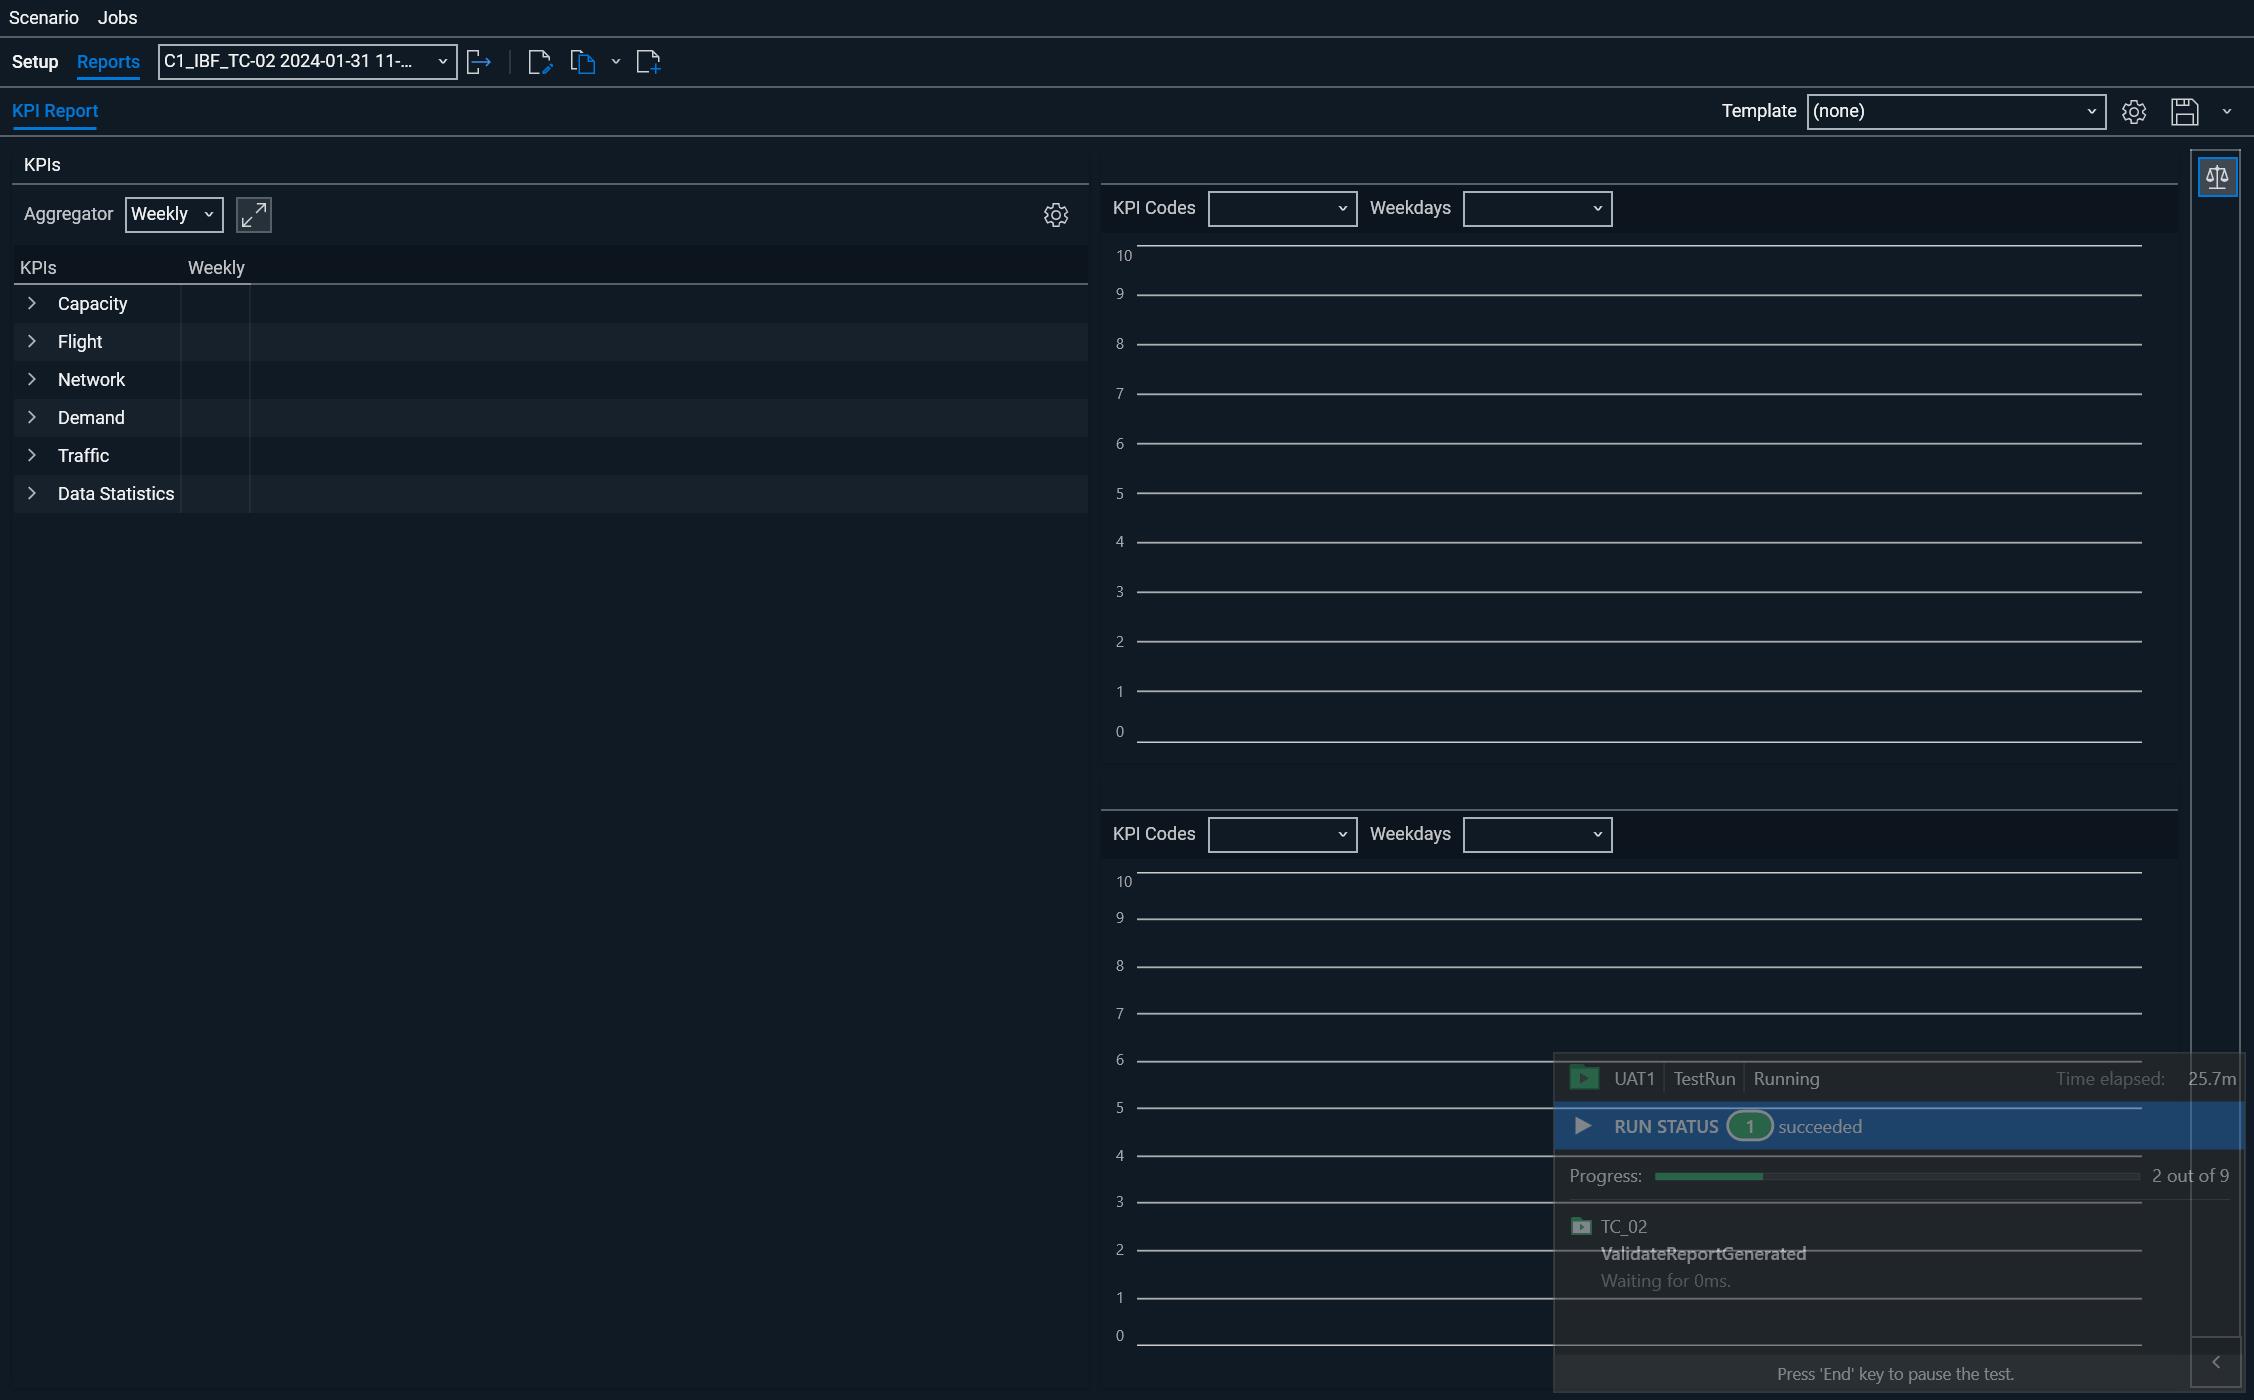 Scenario Jobs
Setup Reports C1_IBF_TC-02 2024-01-31 11-...
KPI Report Template (none)
KPIs
Aggregator Weekly
KPIs Weekly
Capacity
Flight
Network
Demand
Traffic
Data Statistics
KPI Codes Weekdays
10
9
8
7
6
5
4
3
2
1
0
KPI Codes Weekdays
10
9
8
7
6
5
4
3
2
1
0
UAT1 TestRun Running Time elapsed: 25.7m
RUN STATUS 1 succeeded
Progress: 2 out of 9
TC_02
ValidateReportGenerated
Waiting for 0ms.
Press 'End' key to pause the test.